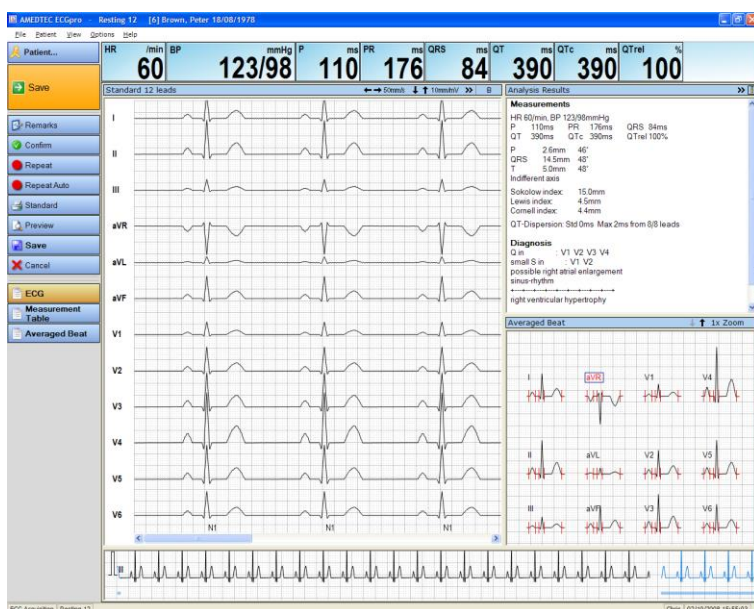 AMEDTEC ECGpro - Resting 12 [6] Brown, Peter 18/08/1978
File Patient View Options Help
Patient...
Save
Remarks
Confirm
Repeat
Repeat Auto
Standard
Preview
Save
Cancel
ECG
Measurement
Table
Averaged Beat
HR /min
60
BP mmHg
123/98
P ms
110
PR ms
176
QRS ms
84
QT ms
390
QTc ms
390
QTrel %
100
Standard 12 leads 50mm/s 10mm/mV B
I
II
III
aVR
aVL
aVF
V1
V2
V3
V4
V5
V6
N1 N1 N1
Analysis Results
Measurements
HR 60/min, BP 123/98mmHg
P 110ms PR 176ms QRS 84ms
QT 390ms QTc 390ms QTrel 100%
P 2.6mm 46°
QRS 14.5mm 48°
T 5.0mm 48°
Indifferent axis
Sokolow index: 15.0mm
Lewis index: 4.5mm
Cornell index: 4.4mm
QT-Dispersion: Std 0ms Max 2ms from 8/8 leads
Diagnosis
Q in : V1 V2 V3 V4
small S in : V1 V2
possible right atrial enlargement
sinus-rhythm
right ventricular hypertrophy
Averaged Beat 1x Zoom
I aVR V1 V4
II aVL V2 V5
III aVF V3 V6
II